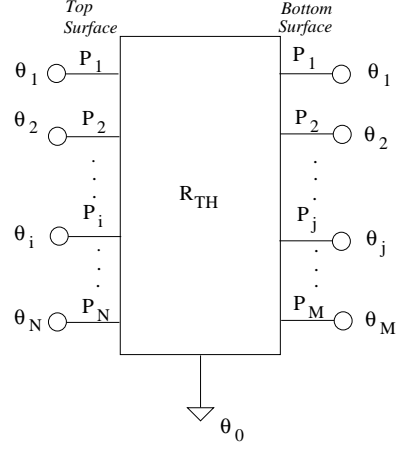 Top Surface
Bottom Surface
θ1 P1 P1 θ1
θ2 P2 P2 θ2
RTH
θi Pi Pj θj
θN PN PM θM
θ0